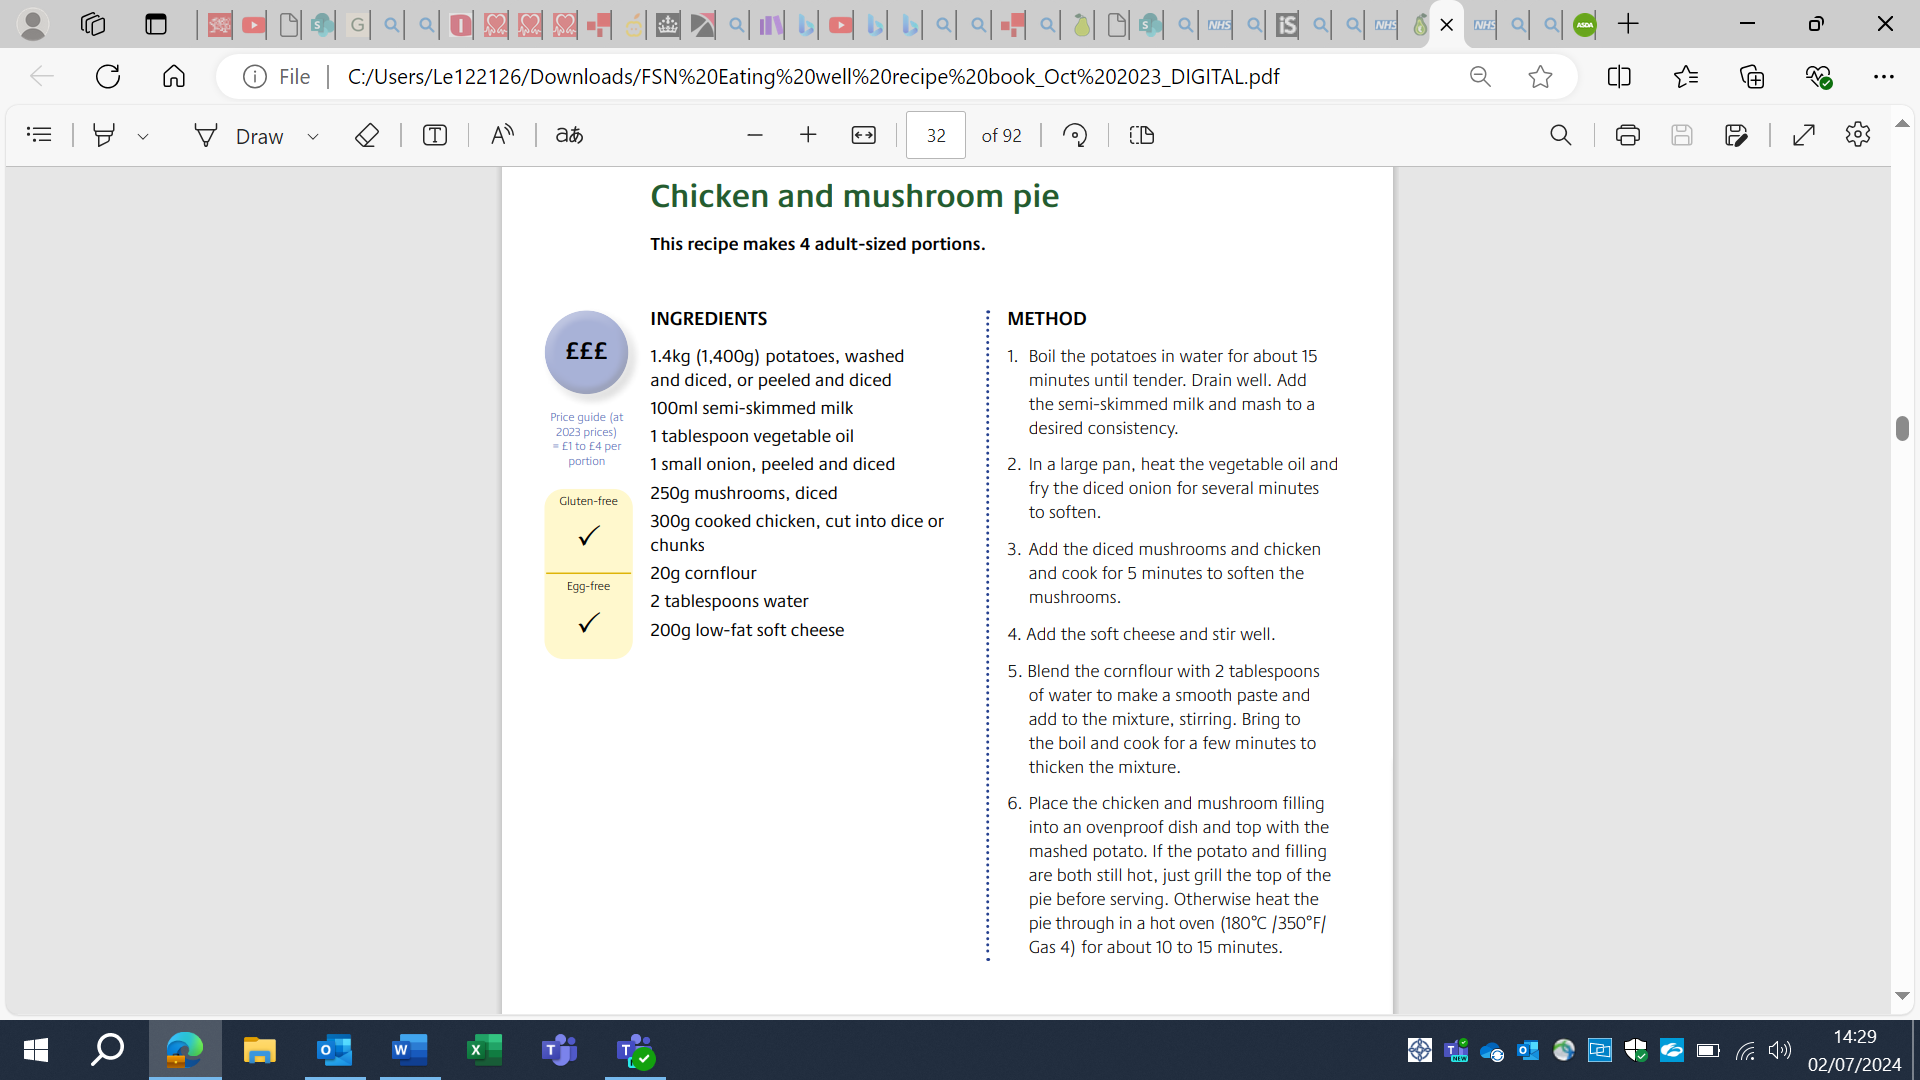 File
C:/Users/Le122126/Downloads/FSN%20Eating%20well%20recipe%20book_Oct%202023_DIGITAL.pdf
Draw
32
of 92
Chicken and mushroom pie
This recipe makes 4 adult-sized portions.
£££
Price guide (at
2023 prices)
= £1 to £4 per
portion
Gluten-free
✓
Egg-free
✓
INGREDIENTS
1.4kg (1,400g) potatoes, washed
and diced, or peeled and diced
100ml semi-skimmed milk
1 tablespoon vegetable oil
1 small onion, peeled and diced
250g mushrooms, diced
300g cooked chicken, cut into dice or
chunks
20g cornflour
2 tablespoons water
200g low-fat soft cheese
METHOD
1. Boil the potatoes in water for about 15
minutes until tender. Drain well. Add
the semi-skimmed milk and mash to a
desired consistency.
2. In a large pan, heat the vegetable oil and
fry the diced onion for several minutes
to soften.
3. Add the diced mushrooms and chicken
and cook for 5 minutes to soften the
mushrooms.
4. Add the soft cheese and stir well.
5. Blend the cornflour with 2 tablespoons
of water to make a smooth paste and
add to the mixture, stirring. Bring to
the boil and cook for a few minutes to
thicken the mixture.
6. Place the chicken and mushroom filling
into an ovenproof dish and top with the
mashed potato. If the potato and filling
are both still hot, just grill the top of the
pie before serving. Otherwise heat the
pie through in a hot oven (180°C /350°F/
Gas 4) for about 10 to 15 minutes.
14:29
02/07/2024